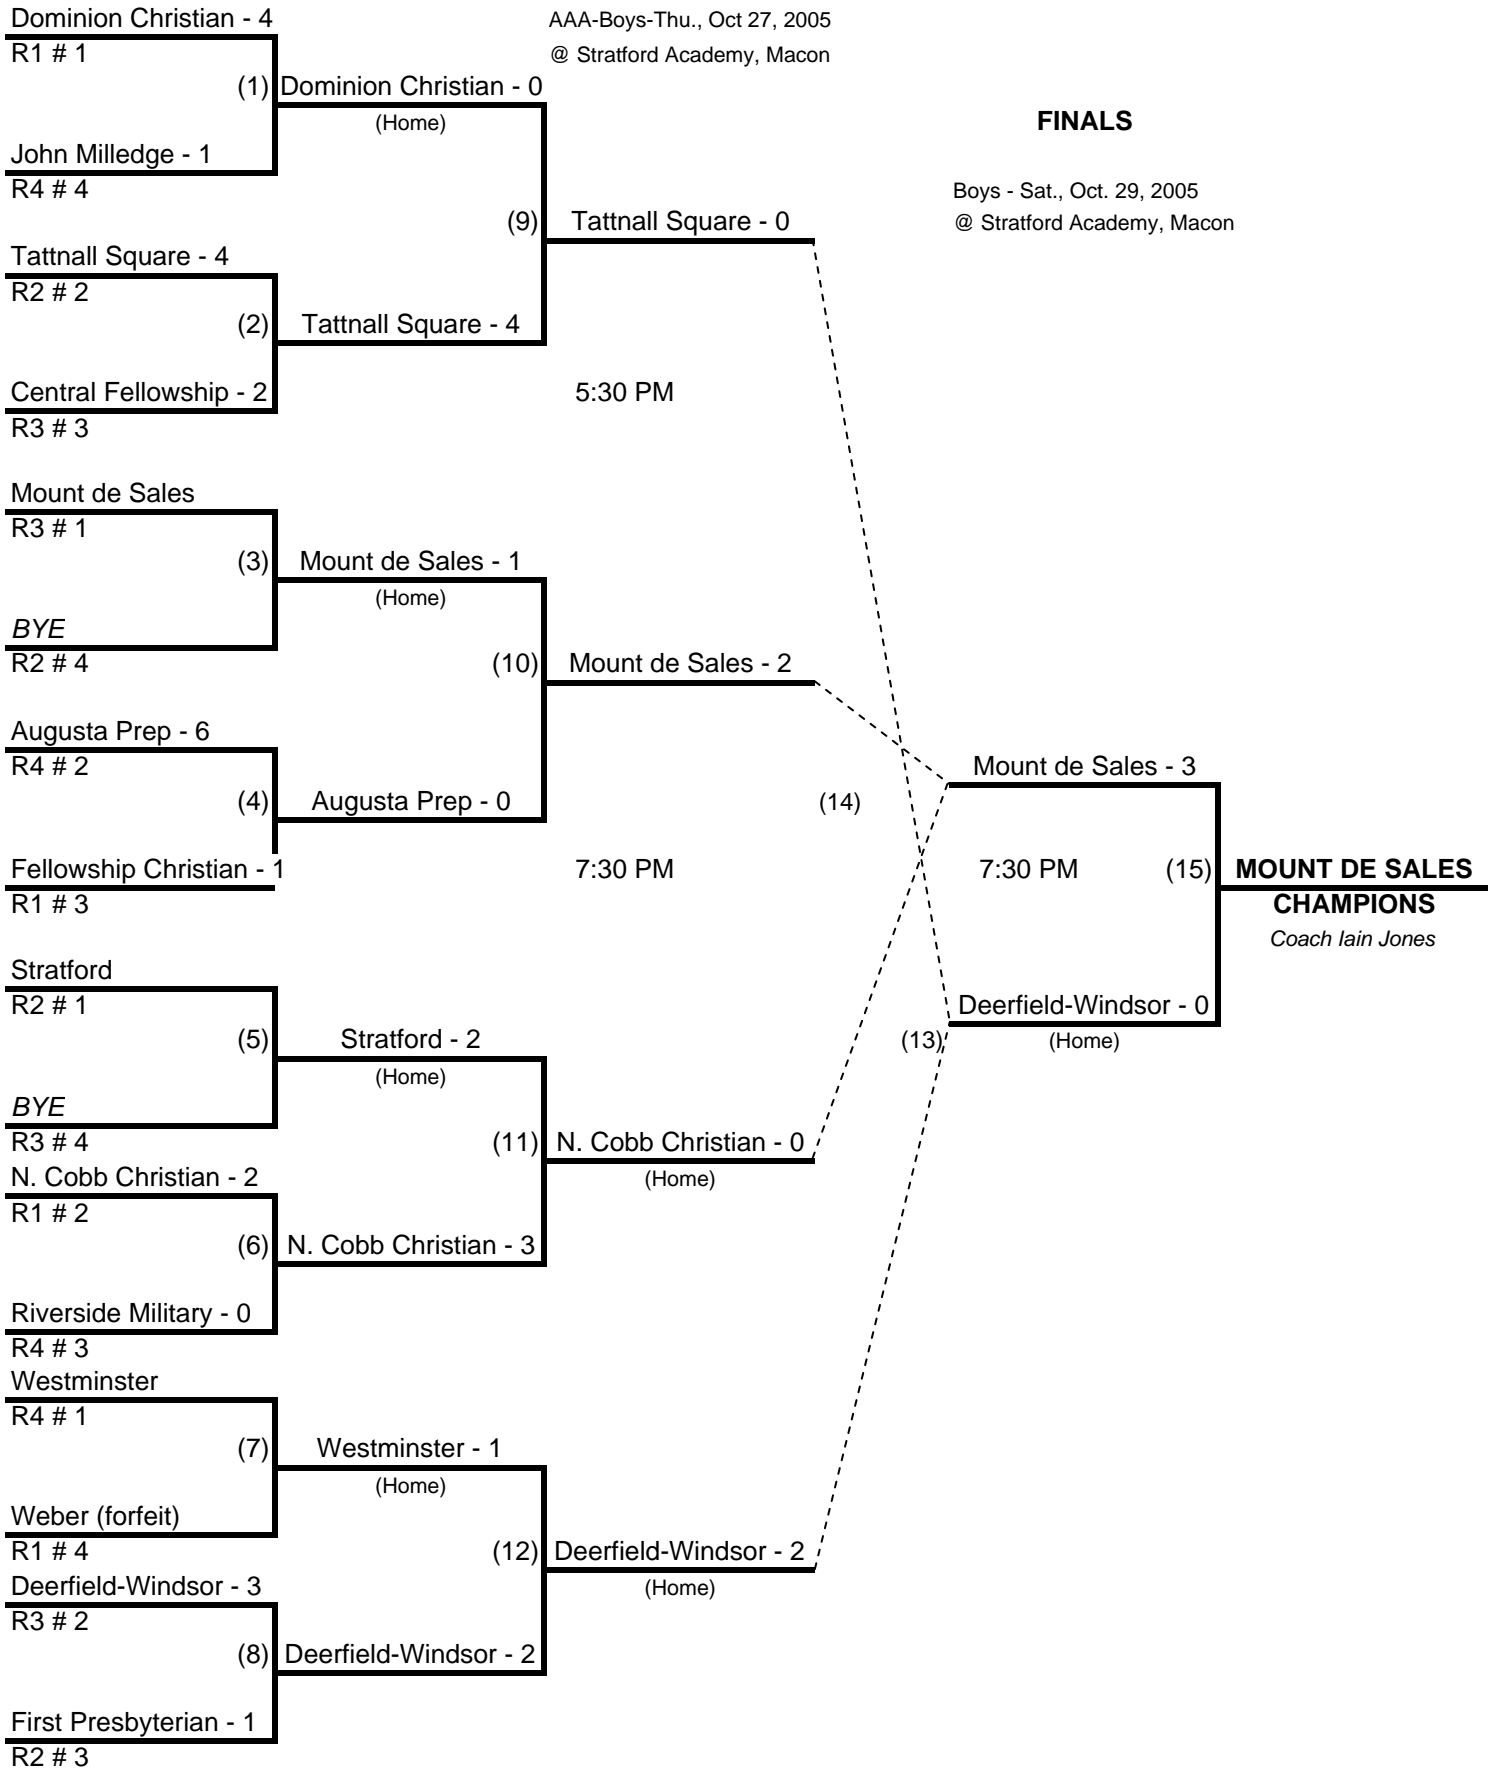 Dominion Christian - 4
AAA-Boys-Thu., Oct 27, 2005
R1 # 1
@ Stratford Academy, Macon
(1) Dominion Christian - 0
(Home)
FINALS
John Milledge - 1
R4 # 4
Boys - Sat., Oct. 29, 2005
(9) Tattnall Square - 0
@ Stratford Academy, Macon
Tattnall Square - 4
R2 # 2
(2) Tattnall Square - 4
Central Fellowship - 2
5:30 PM
R3 # 3
Mount de Sales
R3 # 1
(3) Mount de Sales - 1
(Home)
BYE
R2 # 4
(10) Mount de Sales - 2
Augusta Prep - 6
R4 # 2
Mount de Sales - 3
(4) Augusta Prep - 0
(14)
Fellowship Christian - 1
7:30 PM
7:30 PM
(15) MOUNT DE SALES
R1 # 3
CHAMPIONS
Coach Iain Jones
Stratford
R2 # 1
Deerfield-Windsor - 0
(5) Stratford - 2
(13)
(Home)
(Home)
BYE
R3 # 4
(11) N. Cobb Christian - 0
N. Cobb Christian - 2
(Home)
R1 # 2
(6) N. Cobb Christian - 3
Riverside Military - 0
R4 # 3
Westminster
R4 # 1
(7) Westminster - 1
(Home)
Weber (forfeit)
R1 # 4
(12) Deerfield-Windsor - 2
Deerfield-Windsor - 3
(Home)
R3 # 2
(8) Deerfield-Windsor - 2
First Presbyterian - 1
R2 # 3